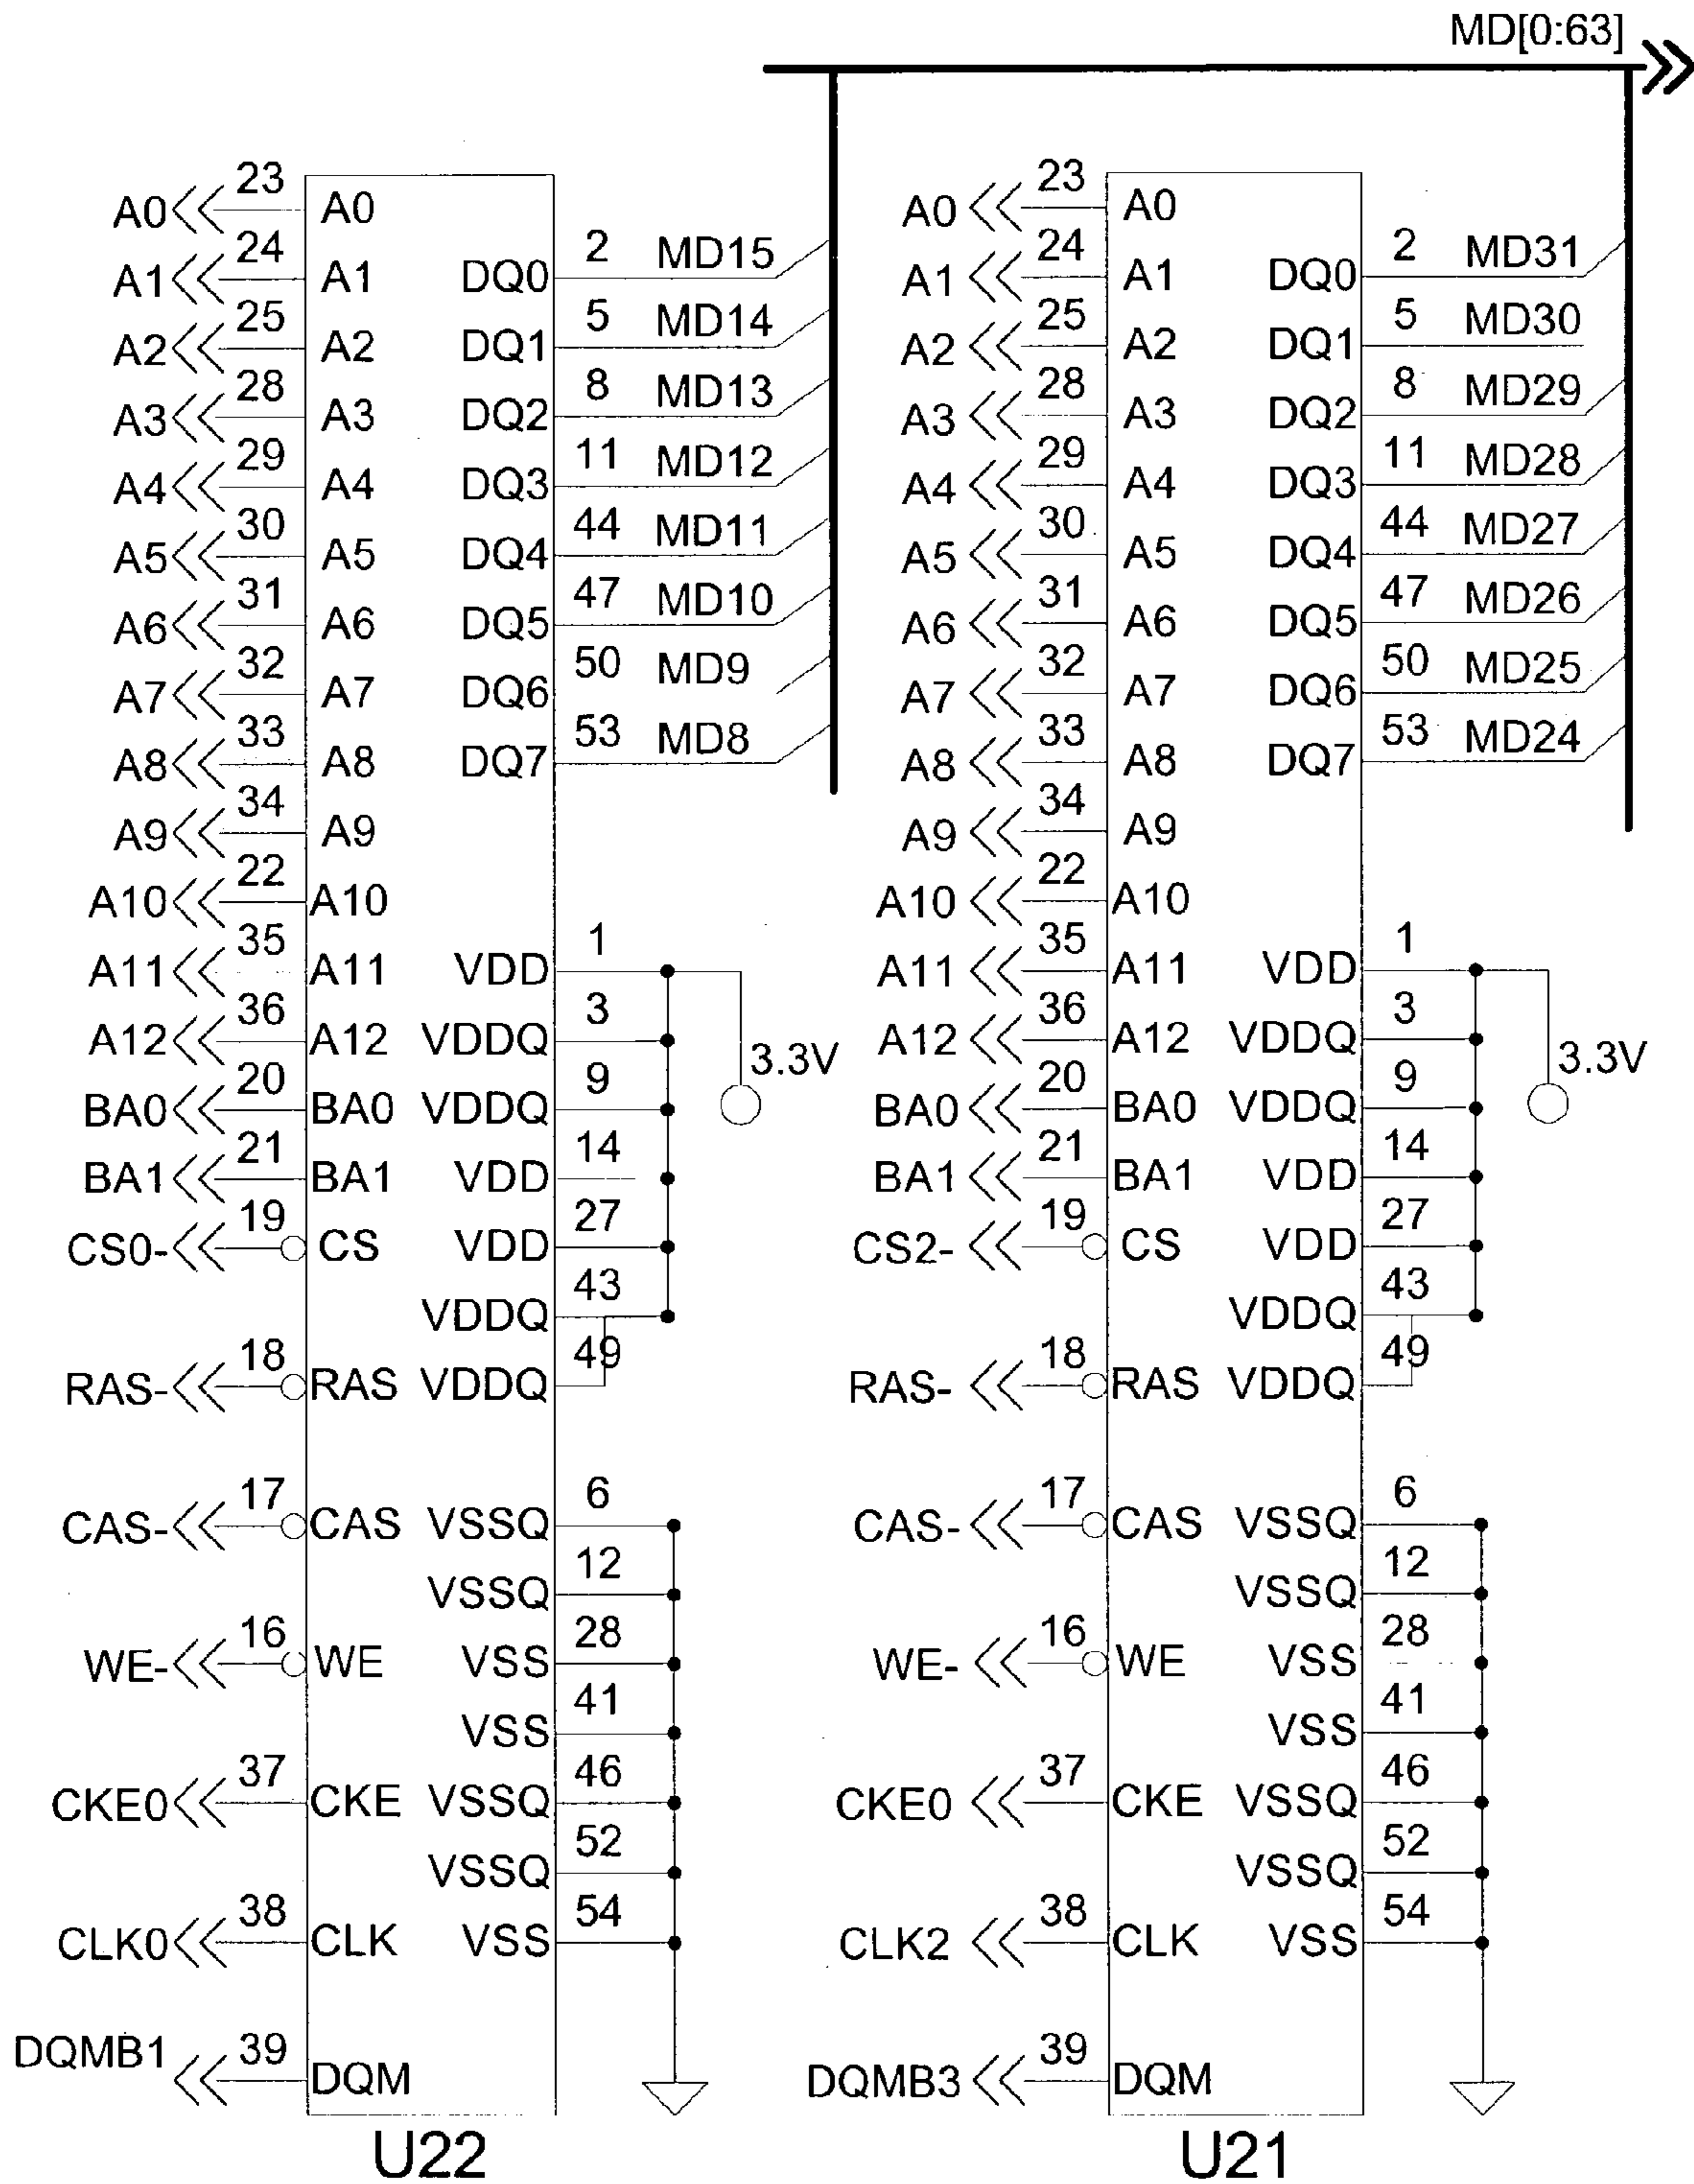 MD[0:63]
A0 23 A0
DQ0 2 MD15
A1 24 A1
DQ1 5 MD14
A2 25 A2
DQ2 8 MD13
A3 28 A3
DQ3 11 MD12
A4 29 A4
DQ4 44 MD11
A5 30 A5
DQ5 47 MD10
A6 31 A6
DQ6 50 MD9
A7 32 A7
DQ7 53 MD8
A8 33 A8
A9 34 A9
A10 22 A10
A11 35 A11 VDD 1
A12 36 A12 VDDQ 3
3.3V
BA0 20 BA0 VDDQ 9
BA1 21 BA1 VDD 14
CS0- 19 CS VDD 27
VDDQ 43
RAS- 18 RAS VDDQ 49
CAS- 17 CAS VSSQ 6
VSSQ 12
WE- 16 WE VSS 28
VSS 41
CKE0 37 CKE VSSQ 46
VSSQ 52
CLK0 38 CLK VSS 54
DQMB1 39 DQM
U22
A0 23 A0
DQ0 2 MD31
A1 24 A1
DQ1 5 MD30
A2 25 A2
DQ2 8 MD29
A3 28 A3
DQ3 11 MD28
A4 29 A4
DQ4 44 MD27
A5 30 A5
DQ5 47 MD26
A6 31 A6
DQ6 50 MD25
A7 32 A7
DQ7 53 MD24
A8 33 A8
A9 34 A9
A10 22 A10
A11 35 A11 VDD 1
A12 36 A12 VDDQ 3
3.3V
BA0 20 BA0 VDDQ 9
BA1 21 BA1 VDD 14
CS2- 19 CS VDD 27
VDDQ 43
RAS- 18 RAS VDDQ 49
CAS- 17 CAS VSSQ 6
VSSQ 12
WE- 16 WE VSS 28
VSS 41
CKE0 37 CKE VSSQ 46
VSSQ 52
CLK2 38 CLK VSS 54
DQMB3 39 DQM
U21